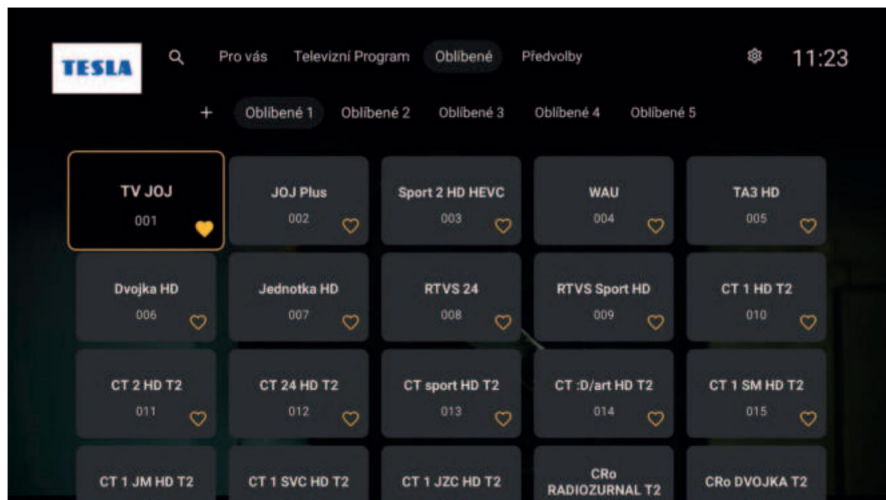 TESLA
Pro vás Televizní Program Oblíbené Předvolby 11:23
+ Oblíbené 1 Oblíbené 2 Oblíbené 3 Oblíbené 4 Oblíbené 5
TV JOJ JOJ Plus Sport 2 HD HEVC WAU TA3 HD
001 002 003 004 005
Dvojka HD Jednotka HD RTVS 24 RTVS Sport HD CT 1 HD T2
006 007 008 009 010
CT 2 HD T2 CT 24 HD T2 CT sport HD T2 CT :D/art HD T2 CT 1 SM HD T2
011 012 013 014 015
CT 1 JM HD T2 CT 1 SVC HD T2 CT 1 JZC HD T2 CRo RADIOZURNAL T2 CRo DVOJKA T2